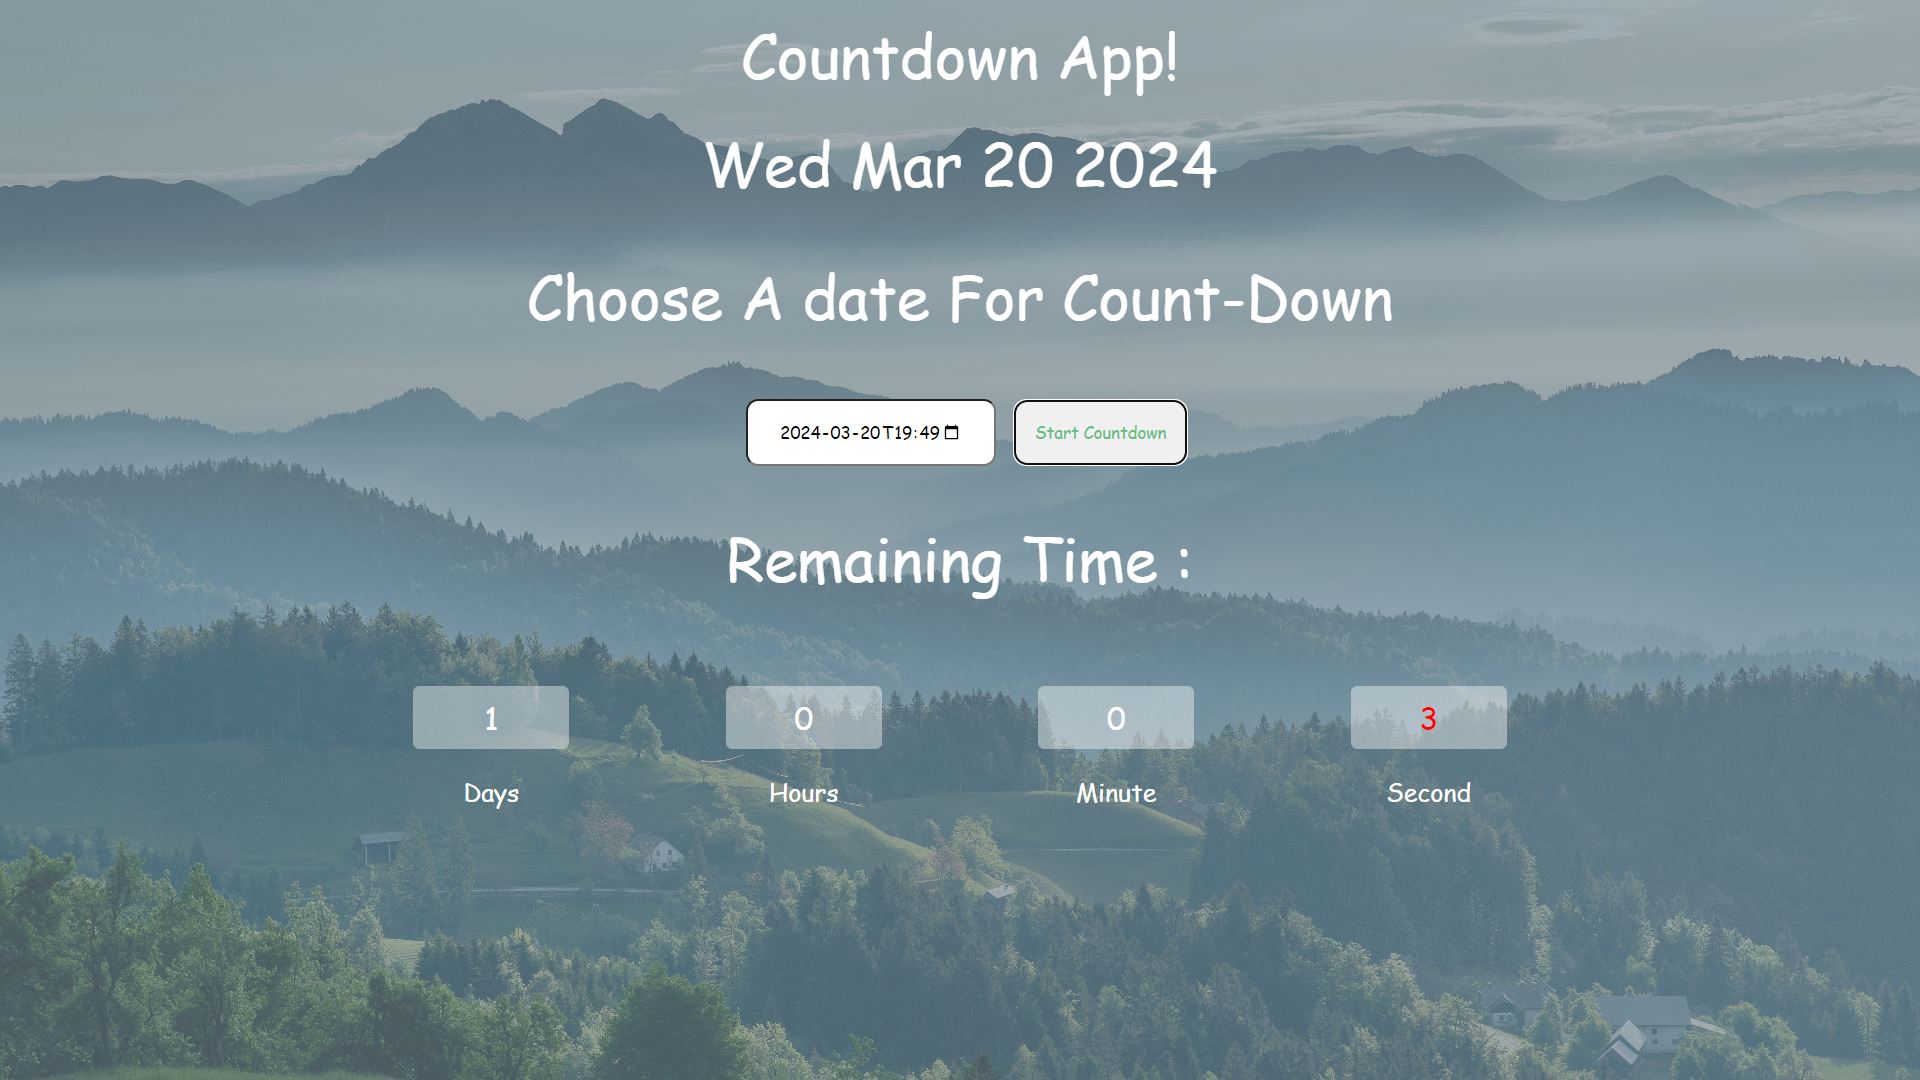 Countdown App!
Wed Mar 20 2024
Choose A date For Count-Down
2024-03-20T19:49
Start Countdown
Remaining Time :
1 0 0 3
Days Hours Minute Second